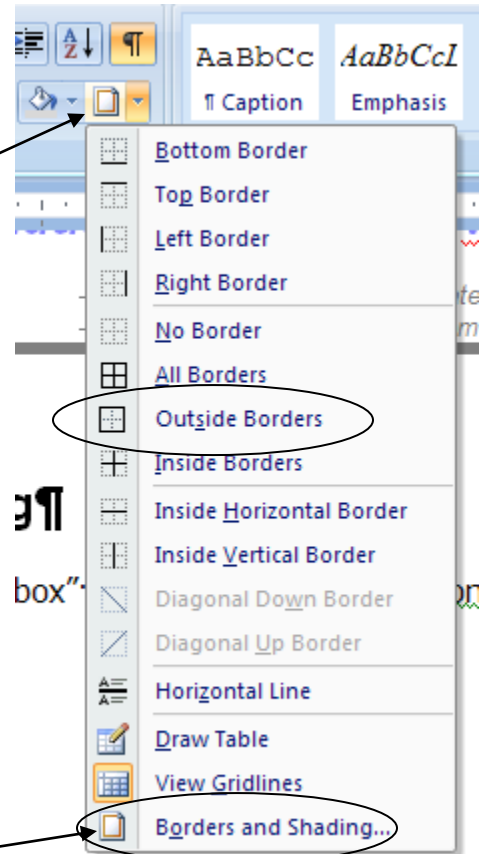 AaBbCc AaBbCcI
¶ Caption Emphasis
Bottom Border
Top Border
Left Border
Right Border
No Border
All Borders
Outside Borders
Inside Borders
g¶
Inside Horizontal Border
Inside Vertical Border
box" on
Diagonal Down Border
Diagonal Up Border
Horizontal Line
Draw Table
View Gridlines
Borders and Shading...